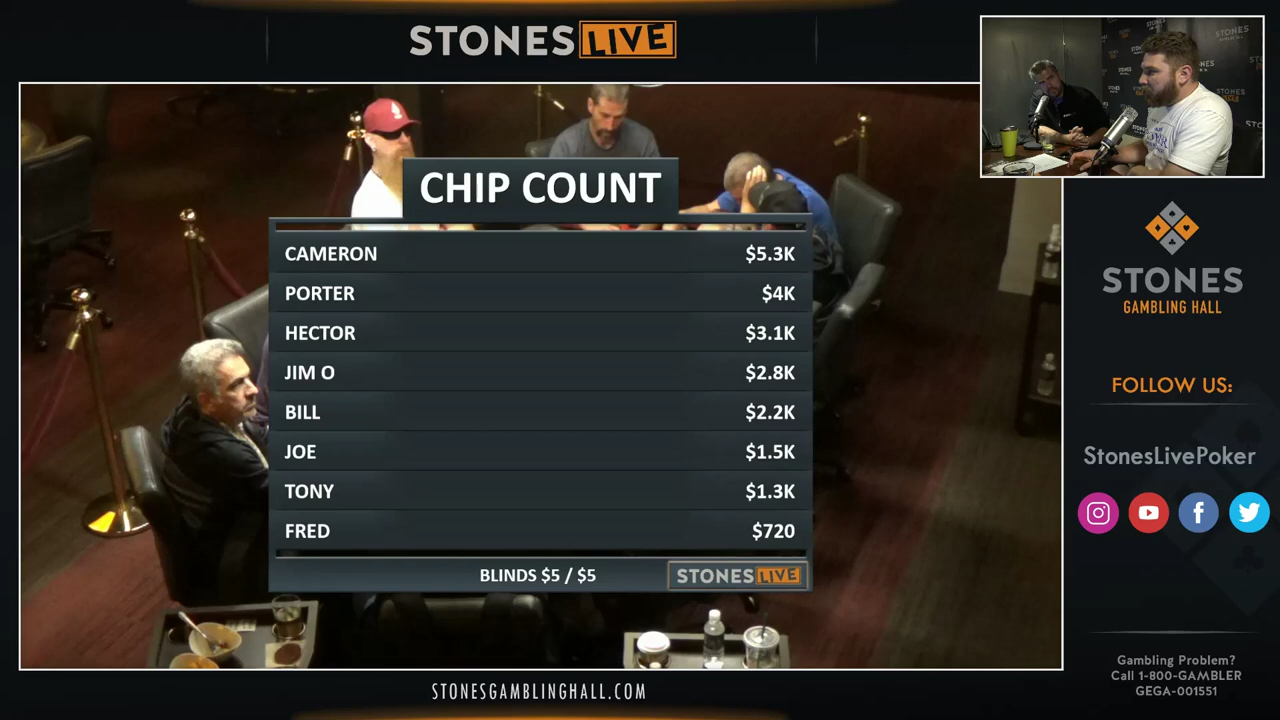 STONES LIVE
CHIP COUNT
CAMERON $5.3K
PORTER $4K
HECTOR $3.1K
JIM O $2.8K
BILL $2.2K
JOE $1.5K
TONY $1.3K
FRED $720
BLINDS $5 / $5
STONES LIVE
STONES
GAMBLING HALL
FOLLOW US:
StonesLivePoker
Gambling Problem?
Call 1-800-GAMBLER
GEGA-001551
STONESGAMBLINGHALL.COM